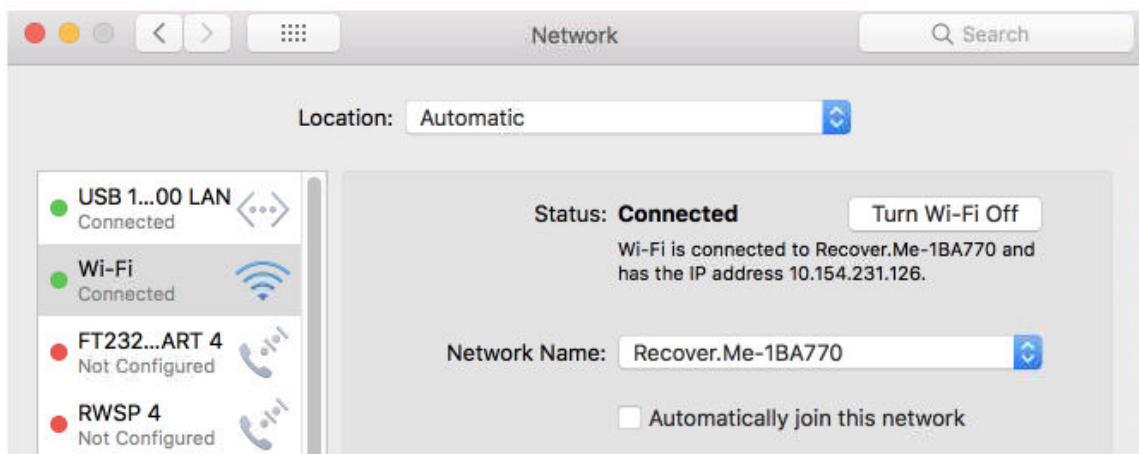 Network
Search
Location: Automatic
USB 1...00 LAN
Connected
Wi-Fi
Connected
FT232...ART 4
Not Configured
RWSP 4
Not Configured
Status: Connected
Turn Wi-Fi Off
Wi-Fi is connected to Recover.Me-1BA770 and
has the IP address 10.154.231.126.
Network Name: Recover.Me-1BA770
Automatically join this network